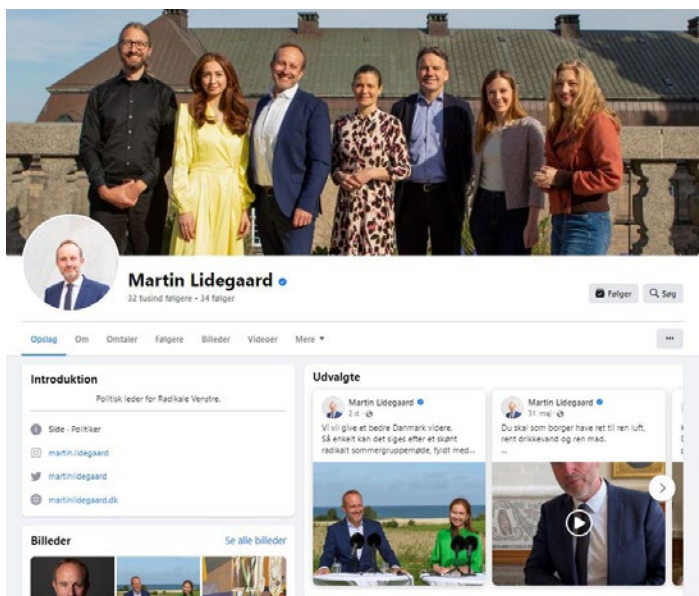 Martin Lidegaard
32 tusind følgere • 34 følger
Følger
Søg
Opslag
Om
Omtaler
Følgere
Billeder
Videoer
Mere
Introduktion
Politisk leder for Radikale Venstre.
Side · Politiker
martin.lidegaard
martinlidegaard
martinlidegaard.dk
Billeder
Se alle billeder
Udvalgte
Martin Lidegaard
2 d. ·
Vi vil give et bedre Danmark videre.
Så enkelt kan det siges efter et skønt
radikalt sommergruppemøde, fyldt med...
Martin Lidegaard
31. maj ·
Du skal som borger have ret til ren luft,
rent drikkevand og ren mad.
...